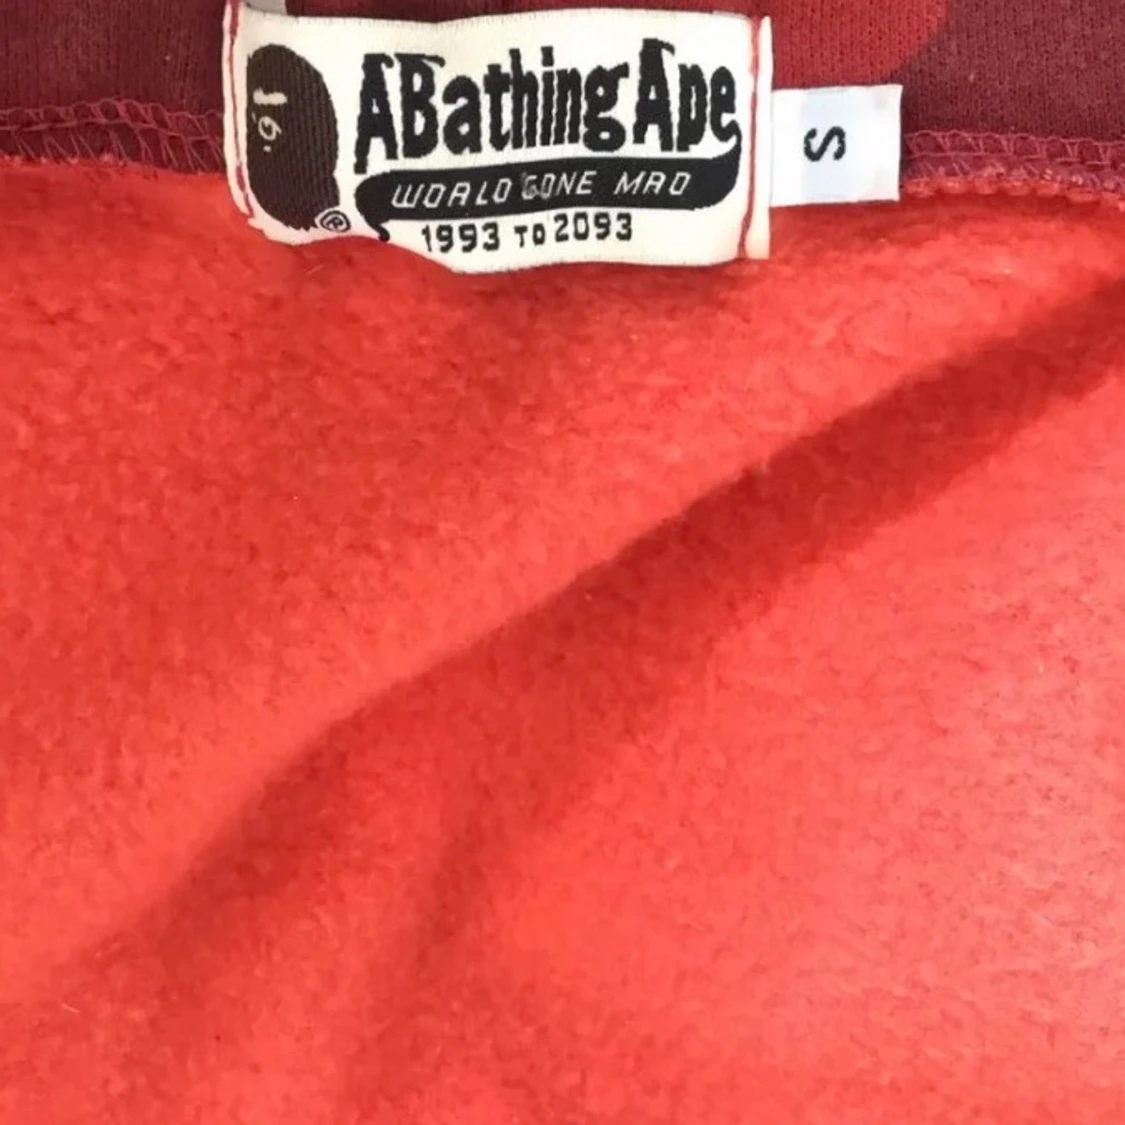 ABathingApe
WORLD GONE MAD
1993 TO 2093
®
S